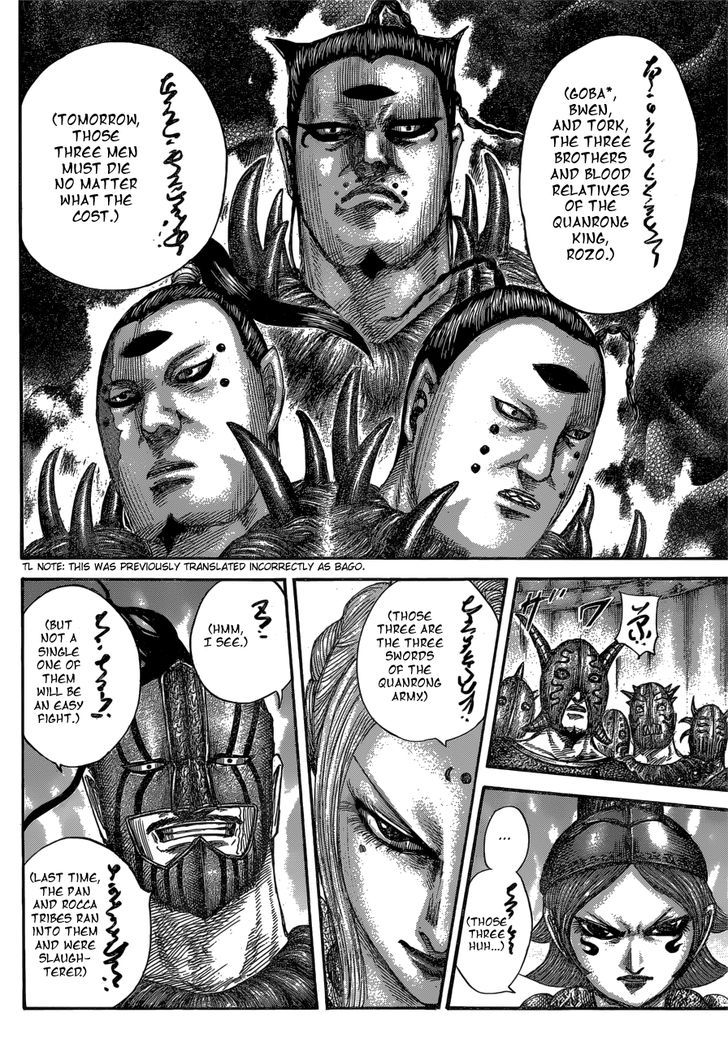 (GOBA*,
BWEN,
AND TORK,
THE THREE
BROTHERS
AND BLOOD
RELATIVES
OF THE
QUANRONG
KING,
ROZO.)
(TOMORROW,
THOSE
THREE MEN
MUST DIE
NO MATTER
WHAT THE
COST.)
TL NOTE: THIS WAS PREVIOUSLY TRANSLATED INCORRECTLY AS BAGO.
ザワ
...
(THOSE
THREE
HUH...)
(THOSE
THREE ARE
THE THREE
SWORDS
OF THE
QUANRONG
ARMY)
(HMM,
I SEE.)
(BUT
NOT A
SINGLE
ONE OF
THEM
WILL BE
AN EASY
FIGHT.)
(LAST TIME,
THE PAN
AND ROCCA
TRIBES RAN
INTO THEM
AND WERE
SLAUGH-
TERED.)